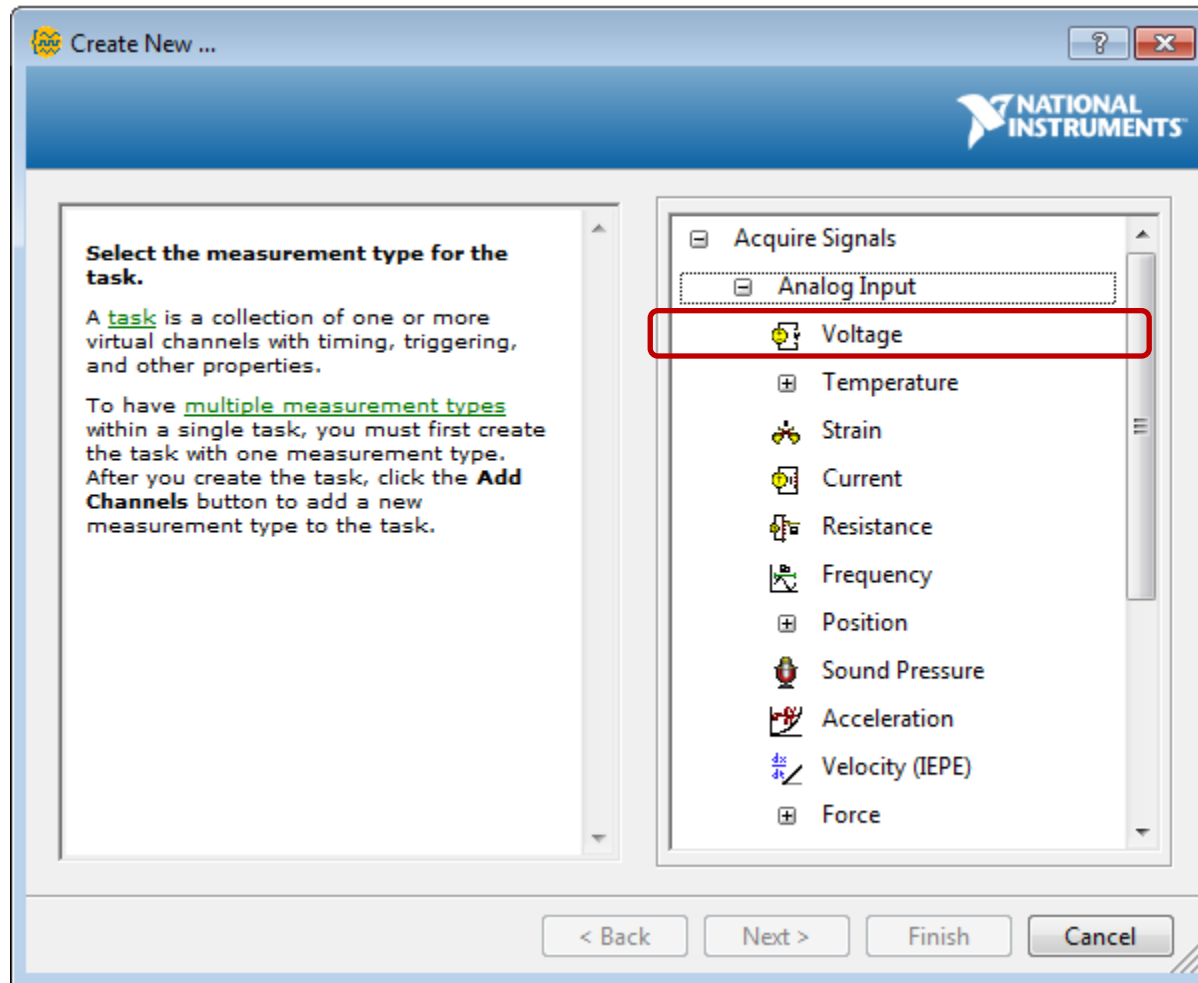 Create New ...
NATIONAL
INSTRUMENTS™
Select the measurement type for the
task.
A task is a collection of one or more
virtual channels with timing, triggering,
and other properties.
To have multiple measurement types
within a single task, you must first create
the task with one measurement type.
After you create the task, click the Add
Channels button to add a new
measurement type to the task.
Acquire Signals
Analog Input
Voltage
Temperature
Strain
Current
Resistance
Frequency
Position
Sound Pressure
Acceleration
dx
dt
Velocity (IEPE)
Force
< Back
Next >
Finish
Cancel